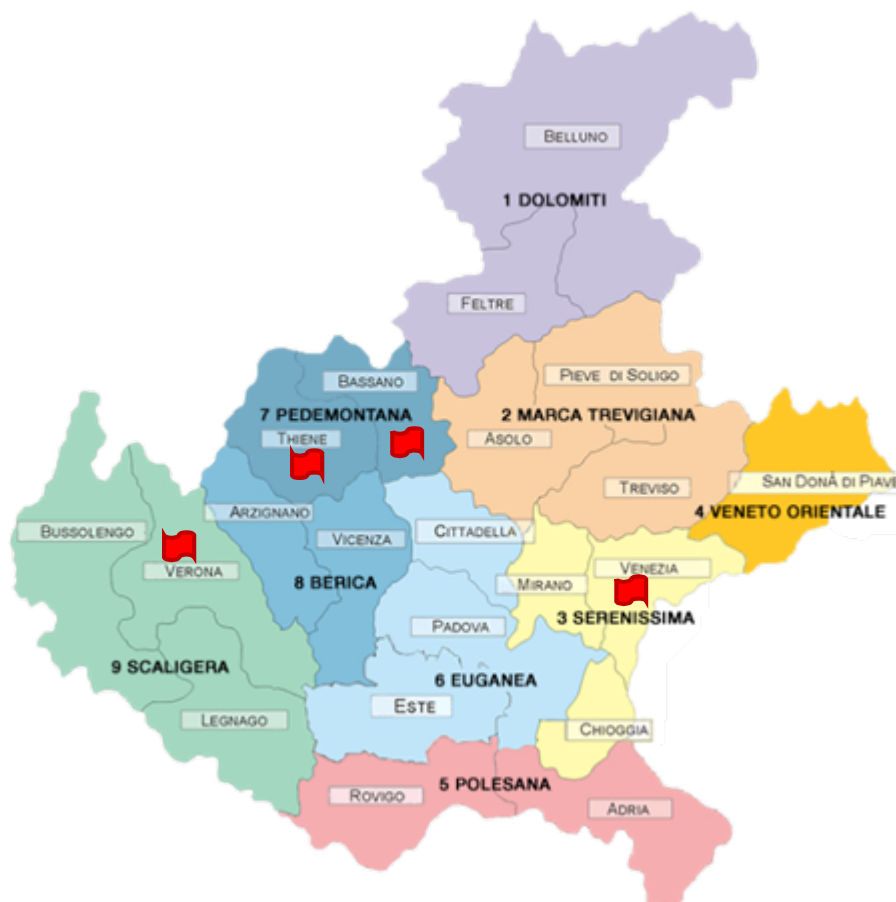 BELLUNO
1 DOLOMITI
FELTRE
BASSANO
PIEVE DI SOLIGO
7 PEDEMONTANA
2 MARCA TREVIGIANA
THIENE
ASOLO
TREVISO
SAN DONÀ DI PIAVE
4 VENETO ORIENTALE
ARZIGNANO
BUSSOLENGO
VICENZA
CITTADELLA
VERONA
VENEZIA
8 BERICA
MIRANO
3 SERENISSIMA
PADOVA
9 SCALIGERA
6 EUGANEA
ESTE
LEGNAGO
CHIOGGIA
5 POLESANA
ROVIGO
ADRIA